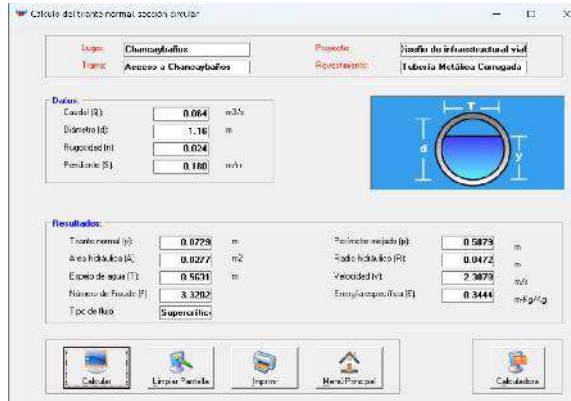 Calculo del tirante normal, sección circular
Lugar: Chancaybaños Proyecto: Diseño de infraestructural vial
Tramo: Acceso a Chancaybaños Revestimiento: Tubería Metálica Corrugada
Datos:
Caudal (Q): 0.064 m3/s
Diámetro (d): 1.16 m
Rugosidad (n): 0.024
Pendiente (S): 0.180 m/m
T
d
y
Resultados:
Tirante normal (y): 0.0729 m Perímetro mojado (p): 0.5879 m
Area hidráulica (A): 0.0277 m2 Radio hidráulico (R): 0.0472 m
Espejo de agua (T): 0.5631 m Velocidad (v): 2.3079 m/s
Número de Froude (F): 3.3202 Energía específica (E): 0.3444 m-Kg/Kg
Tipo de flujo: Supercrítico
Calcular Limpiar Pantalla Imprimir Menú Principal Calculadora